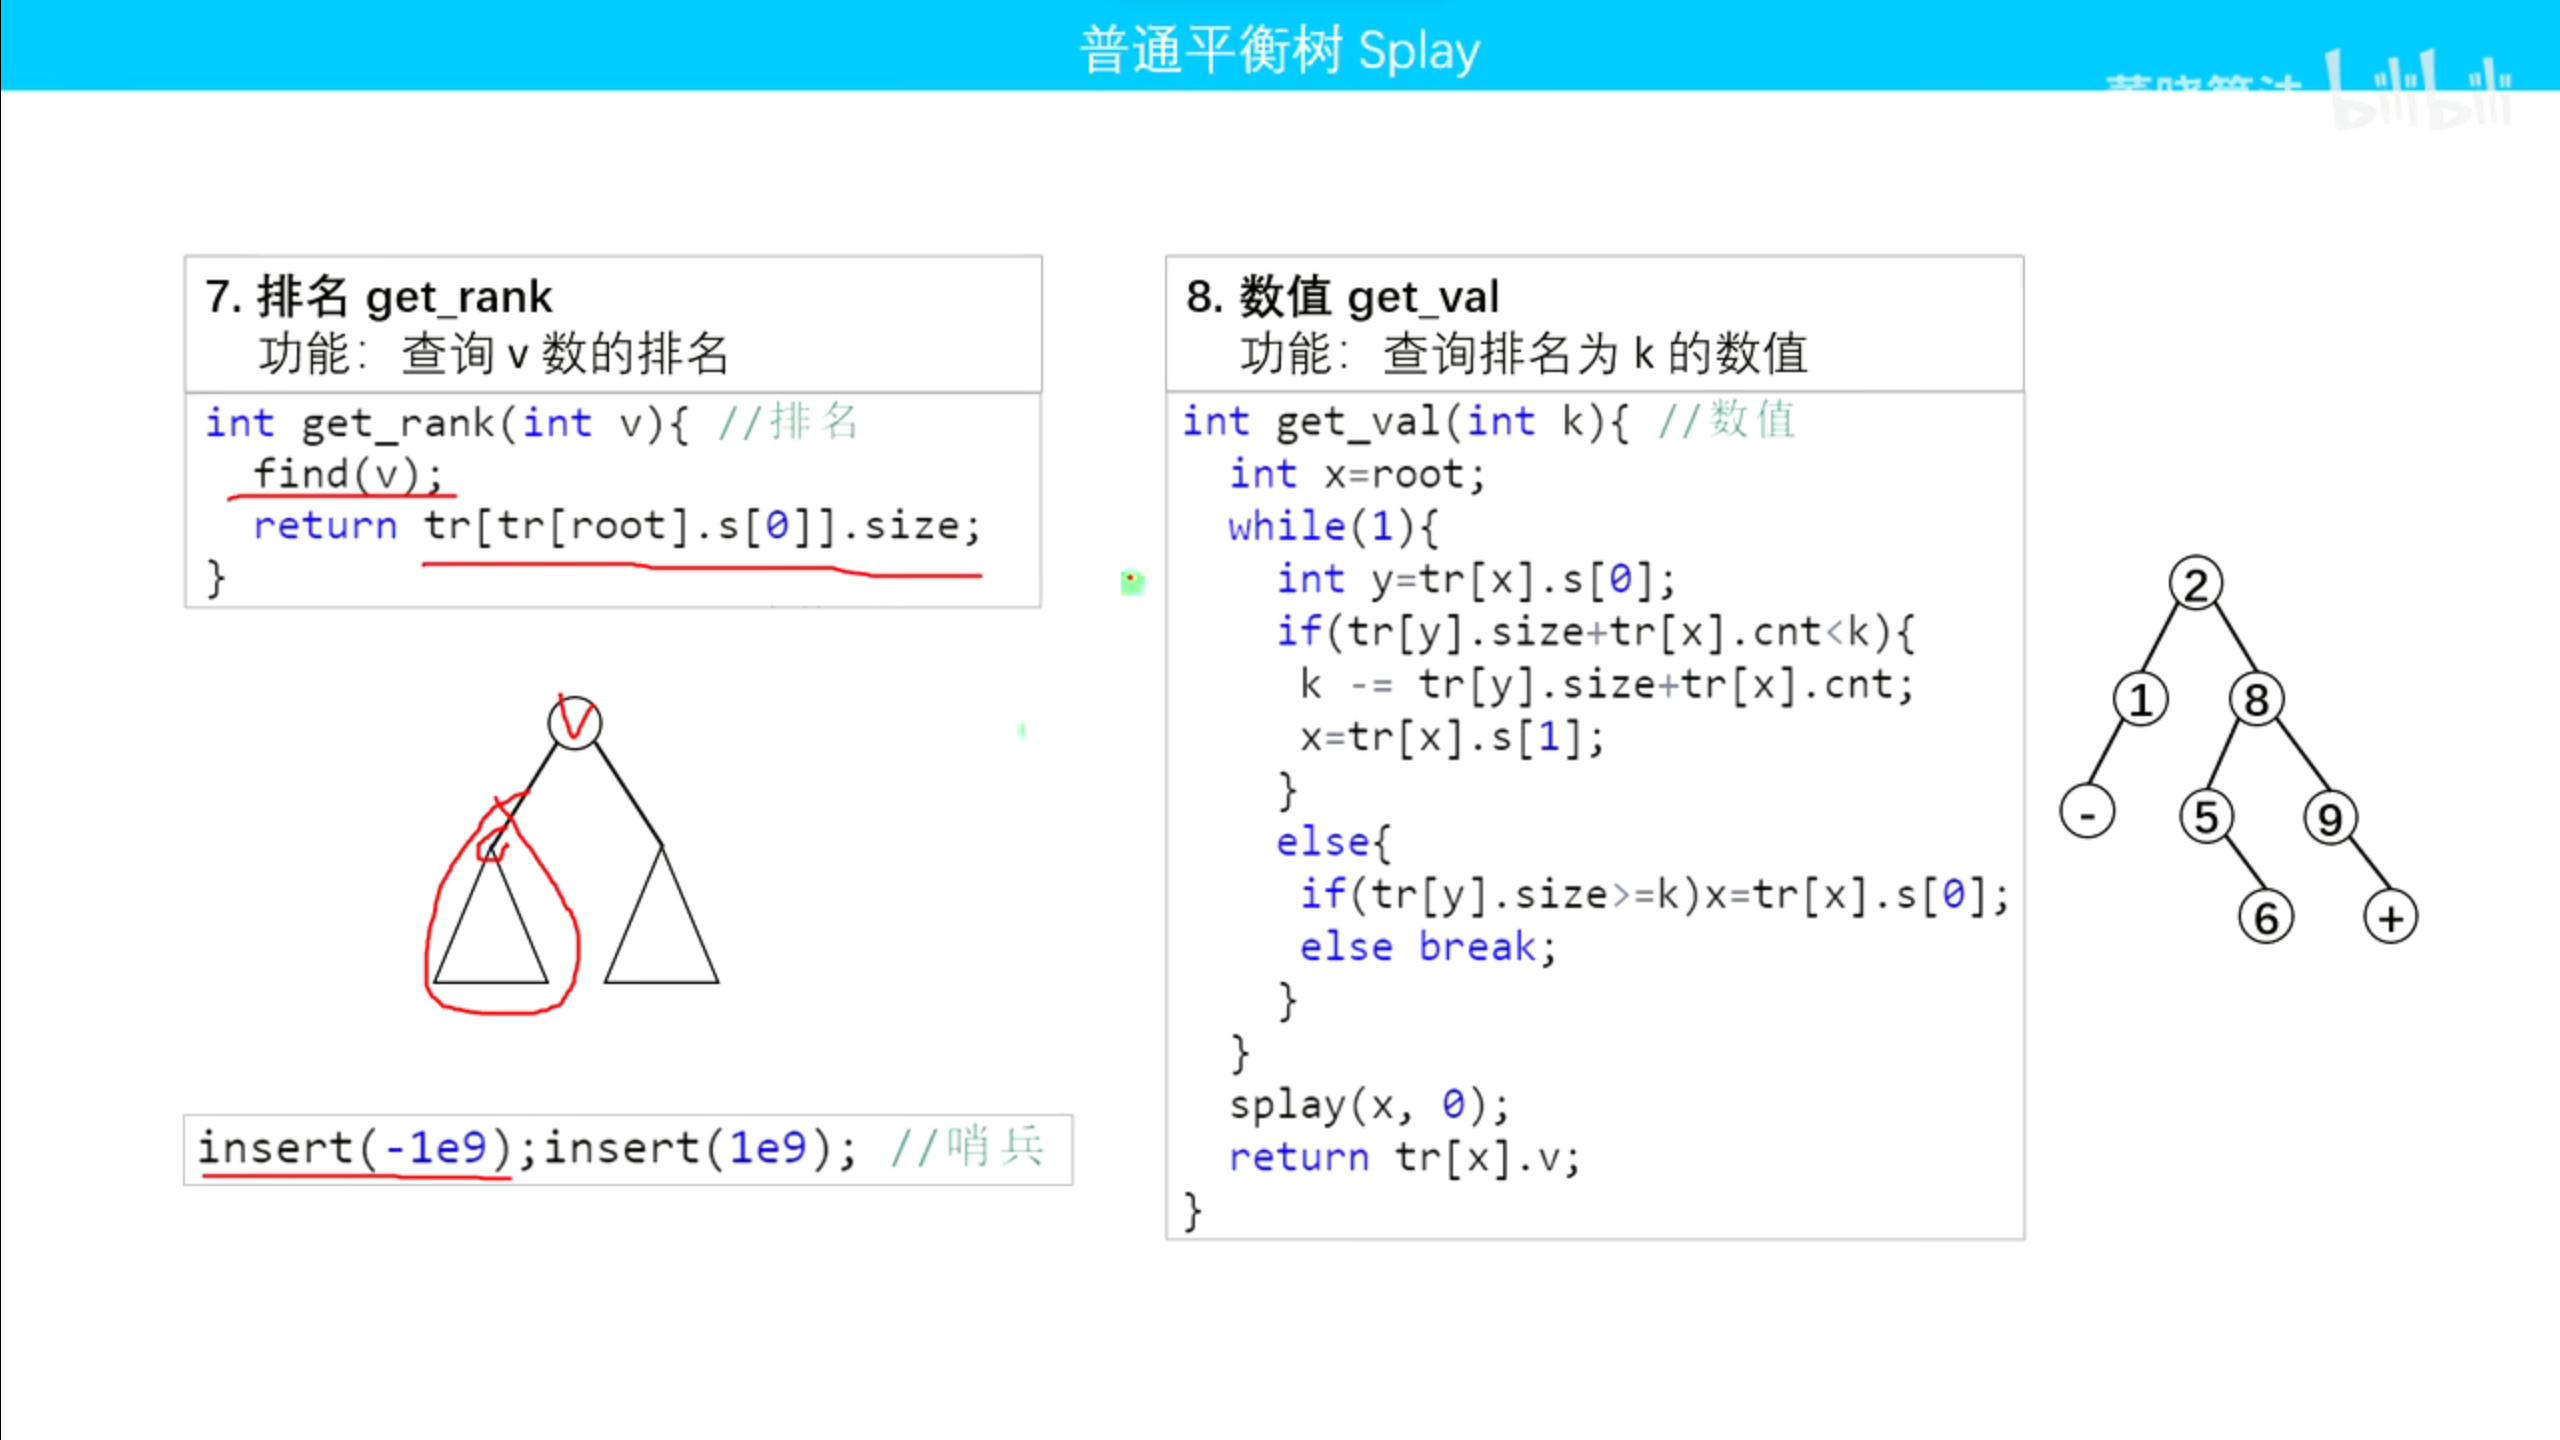 普通平衡树 Splay
bilibili
7. 排名 get_rank
功能：查询 v 数的排名
int get_rank(int v){ //排名
find(v);
return tr[tr[root].s[0]].size;
}
V
insert(-1e9);insert(1e9); //哨兵
8. 数值 get_val
功能：查询排名为 k 的数值
int get_val(int k){ //数值
int x=root;
while(1){
int y=tr[x].s[0];
if(tr[y].size+tr[x].cnt<k){
k -= tr[y].size+tr[x].cnt;
x=tr[x].s[1];
}
else{
if(tr[y].size>=k)x=tr[x].s[0];
else break;
}
}
splay(x, 0);
return tr[x].v;
}
2
1 8
- 5 9
6 +